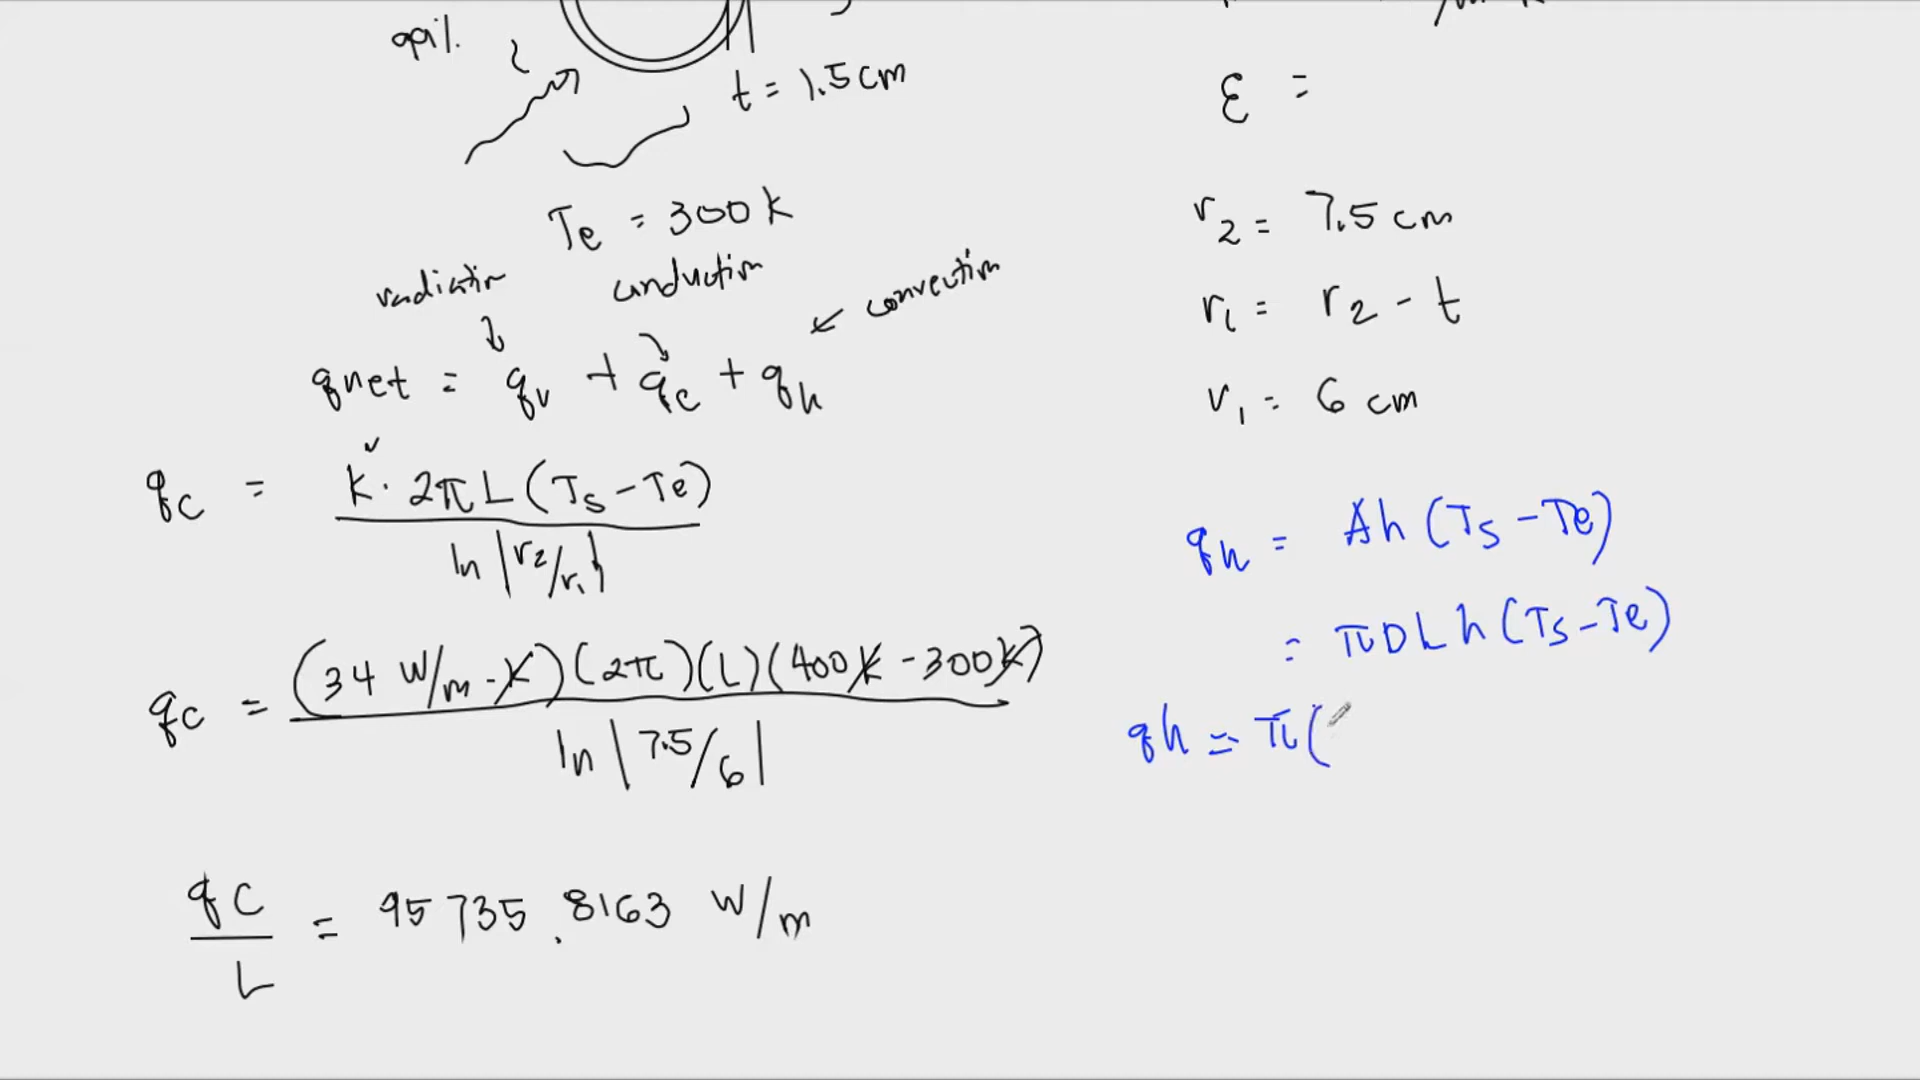 t = 1.5 cm
ε =
Te = 300 K
r2 = 7.5 cm
radiation conduction convection
r1 = r2 - t
qnet = qr + qc + qh
r1 = 6 cm
qc = K · 2πL (Ts - Te)
ln |r2/r1|
qh = Ah (Ts - Te)
= πDLh (Ts - Te)
qc = (34 W/m-K)(2π)(L)(400K - 300K)
ln |7.5/6|
qh = π(
qc
L = 95735.8163 W/m